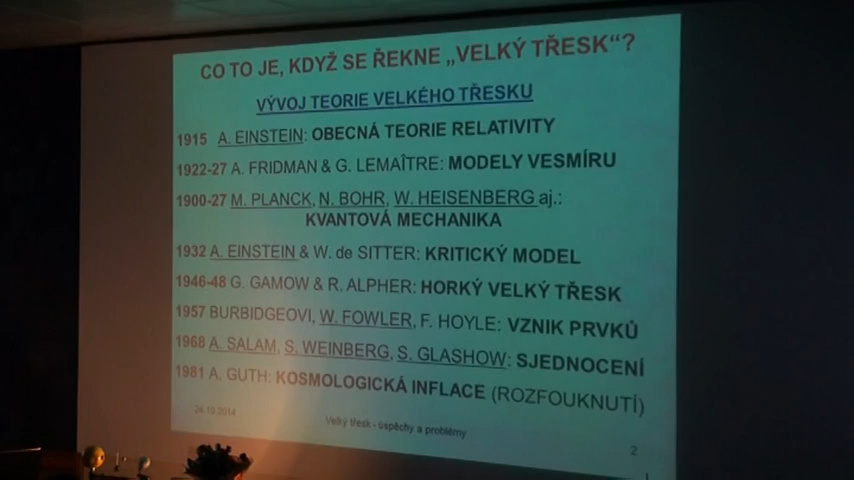 CO TO JE, KDYŽ SE ŘEKNE „VELKÝ TŘESK“?
VÝVOJ TEORIE VELKÉHO TŘESKU
1915 A. EINSTEIN: OBECNÁ TEORIE RELATIVITY
1922-27 A. FRIDMAN & G. LEMAÎTRE: MODELY VESMÍRU
1900-27 M. PLANCK, N. BOHR, W. HEISENBERG aj.:
KVANTOVÁ MECHANIKA
1932 A. EINSTEIN & W. de SITTER: KRITICKÝ MODEL
1946-48 G. GAMOW & R. ALPHER: HORKÝ VELKÝ TŘESK
1957 BURBIDGEOVI, W. FOWLER, F. HOYLE: VZNIK PRVKŮ
1968 A. SALAM, S. WEINBERG, S. GLASHOW: SJEDNOCENÍ
1981 A. GUTH: KOSMOLOGICKÁ INFLACE (ROZFOUKNUTÍ)
24.10.2014
Velký třesk - úspěchy a problémy
2